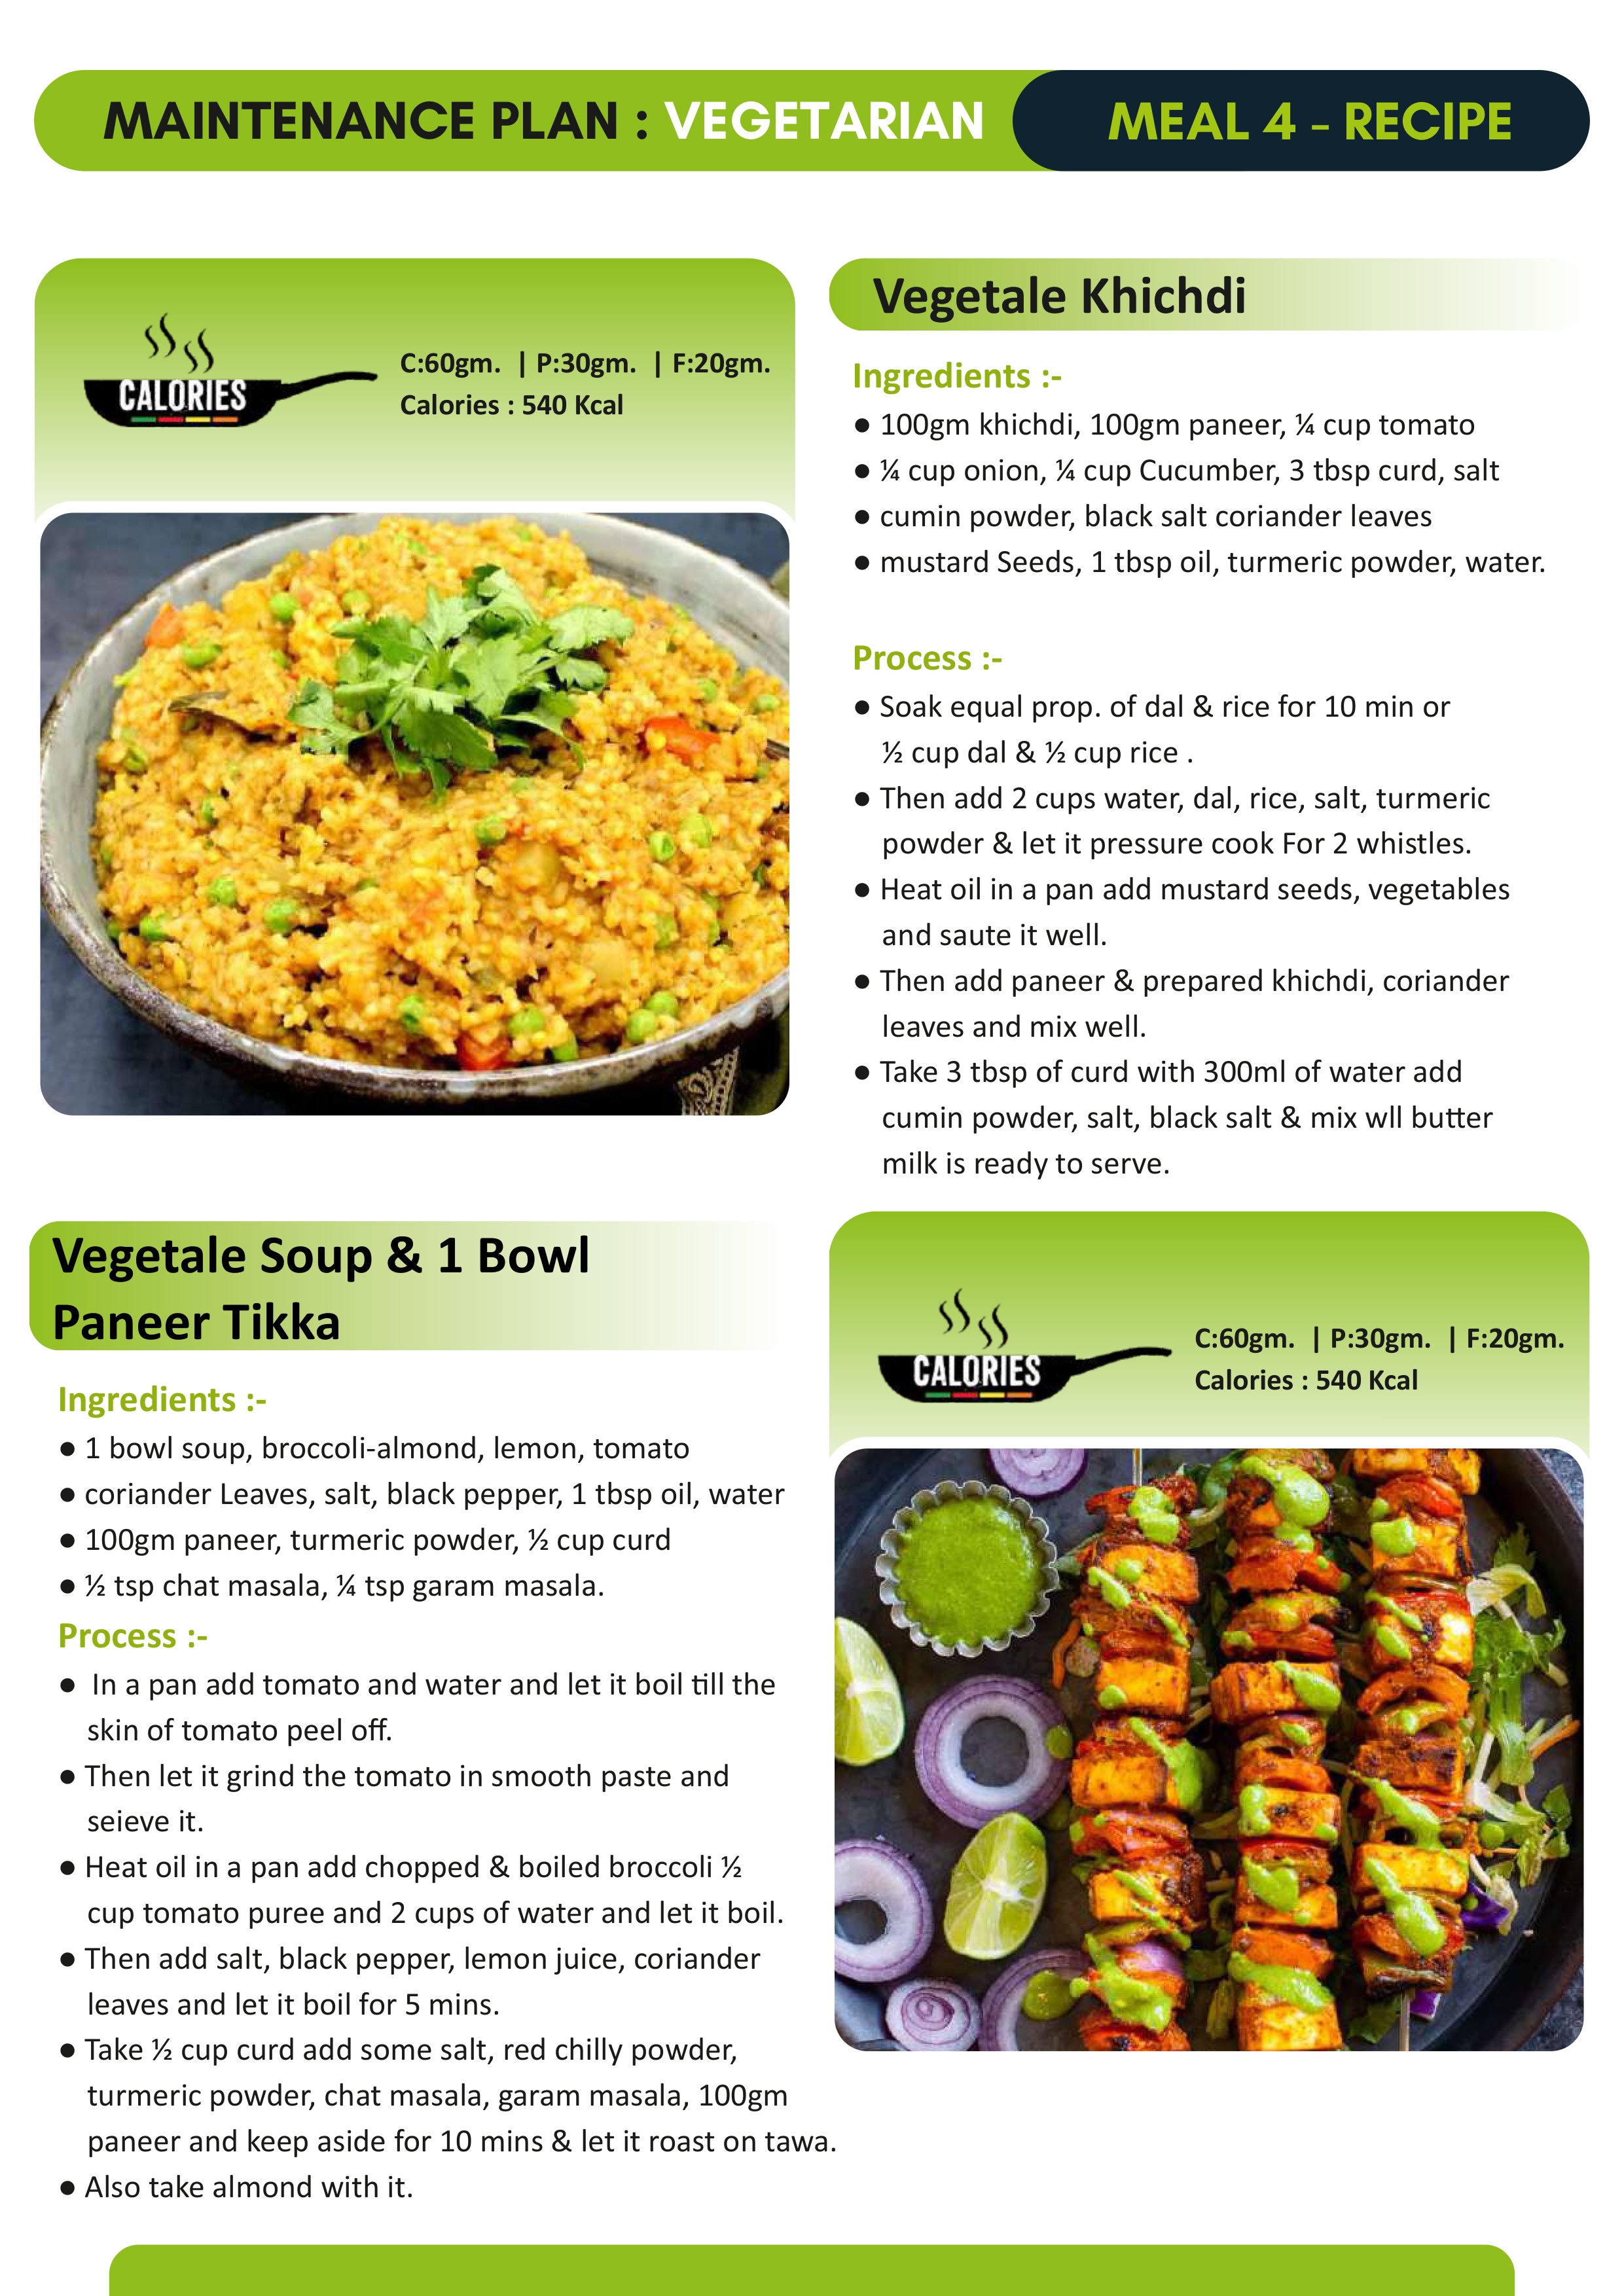 MAINTENANCE PLAN : VEGETARIAN
MEAL 4 - RECIPE
CALORIES
C:60gm. | P:30gm. | F:20gm.
Calories : 540 Kcal
Vegetale Khichdi
Ingredients :-
● 100gm khichdi, 100gm paneer, ¼ cup tomato
● ¼ cup onion, ¼ cup Cucumber, 3 tbsp curd, salt
● cumin powder, black salt coriander leaves
● mustard Seeds, 1 tbsp oil, turmeric powder, water.
Process :-
● Soak equal prop. of dal & rice for 10 min or
½ cup dal & ½ cup rice .
● Then add 2 cups water, dal, rice, salt, turmeric
powder & let it pressure cook For 2 whistles.
● Heat oil in a pan add mustard seeds, vegetables
and saute it well.
● Then add paneer & prepared khichdi, coriander
leaves and mix well.
● Take 3 tbsp of curd with 300ml of water add
cumin powder, salt, black salt & mix wll butter
milk is ready to serve.
Vegetale Soup & 1 Bowl
Paneer Tikka
Ingredients :-
● 1 bowl soup, broccoli-almond, lemon, tomato
● coriander Leaves, salt, black pepper, 1 tbsp oil, water
● 100gm paneer, turmeric powder, ½ cup curd
● ½ tsp chat masala, ¼ tsp garam masala.
Process :-
● In a pan add tomato and water and let it boil till the
skin of tomato peel off.
● Then let it grind the tomato in smooth paste and
seieve it.
● Heat oil in a pan add chopped & boiled broccoli ½
cup tomato puree and 2 cups of water and let it boil.
● Then add salt, black pepper, lemon juice, coriander
leaves and let it boil for 5 mins.
● Take ½ cup curd add some salt, red chilly powder,
turmeric powder, chat masala, garam masala, 100gm
paneer and keep aside for 10 mins & let it roast on tawa.
● Also take almond with it.
CALORIES
C:60gm. | P:30gm. | F:20gm.
Calories : 540 Kcal